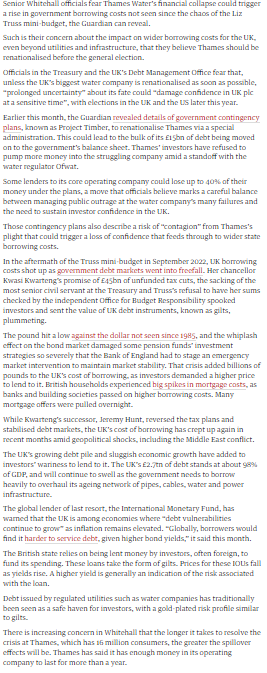 Senior Whitehall officials fear Thames Water's financial collapse could trigger
a rise in government borrowing costs not seen since the chaos of the Liz
Truss mini-budget, the Guardian can reveal.
Such is their concern about the impact on wider borrowing costs for the UK,
even beyond utilities and infrastructure, that they believe Thames should be
renationalised before the general election.
Officials in the Treasury and the UK's Debt Management Office fear that,
unless the UK's biggest water company is renationalised as soon as possible,
"prolonged uncertainty" about its fate could "damage confidence in UK plc
at a sensitive time", with elections in the UK and the US later this year.
Earlier this month, the Guardian revealed details of government contingency
plans, known as Project Timber, to renationalise Thames via a special
administration. This could lead to the bulk of its £15bn of debt being moved
on to the government's balance sheet. Thames' investors have refused to
pump more money into the struggling company amid a standoff with the
water regulator Ofwat.
Some lenders to its core operating company could lose up to 40% of their
money under the plans, a move that officials believe marks a careful balance
between managing public outrage at the water company's many failures and
the need to sustain investor confidence in the UK.
Those contingency plans also describe a risk of "contagion" from Thames's
plight that could trigger a loss of confidence that feeds through to wider state
borrowing costs.
In the aftermath of the Truss mini-budget in September 2022, UK borrowing
costs shot up as government debt markets went into freefall. Her chancellor
Kwasi Kwarteng's promise of £45bn of unfunded tax cuts, the sacking of the
most senior civil servant at the Treasury and Truss's refusal to have her sums
checked by the independent Office for Budget Responsibility spooked
investors and sent the value of UK debt instruments, known as gilts,
plummeting.
The pound hit a low against the dollar not seen since 1985, and the whiplash
effect on the bond market damaged some pension funds' investment
strategies so severely that the Bank of England had to stage an emergency
market intervention to maintain market stability. That crisis added billions of
pounds to the UK's cost of borrowing, as investors demanded a higher price
to lend to it. British households experienced big spikes in mortgage costs, as
banks and building societies passed on higher borrowing costs. Many
mortgage offers were pulled overnight.
While Kwarteng's successor, Jeremy Hunt, reversed the tax plans and
stabilised debt markets, the UK's cost of borrowing has crept up again in
recent months amid geopolitical shocks, including the Middle East conflict.
The UK's growing debt pile and sluggish economic growth have added to
investors' wariness to lend to it. The UK's £2.7tn of debt stands at about 98%
of GDP, and will continue to swell as the government needs to borrow
heavily to overhaul its ageing network of pipes, cables, water and power
infrastructure.
The global lender of last resort, the International Monetary Fund, has
warned that the UK is among economies where "debt vulnerabilities
continue to grow" as inflation remains elevated. "Globally, borrowers would
find it harder to service debt, given higher bond yields," it said this month.
The British state relies on being lent money by investors, often foreign, to
fund its spending. These loans take the form of gilts. Prices for these IOUs fall
as yields rise. A higher yield is generally an indication of the risk associated
with the loan.
Debt issued by regulated utilities such as water companies has traditionally
been seen as a safe haven for investors, with a gold-plated risk profile similar
to gilts.
There is increasing concern in Whitehall that the longer it takes to resolve the
crisis at Thames, which has 16 million consumers, the greater the spillover
effects will be. Thames has said it has enough money in its operating
company to last for more than a year.